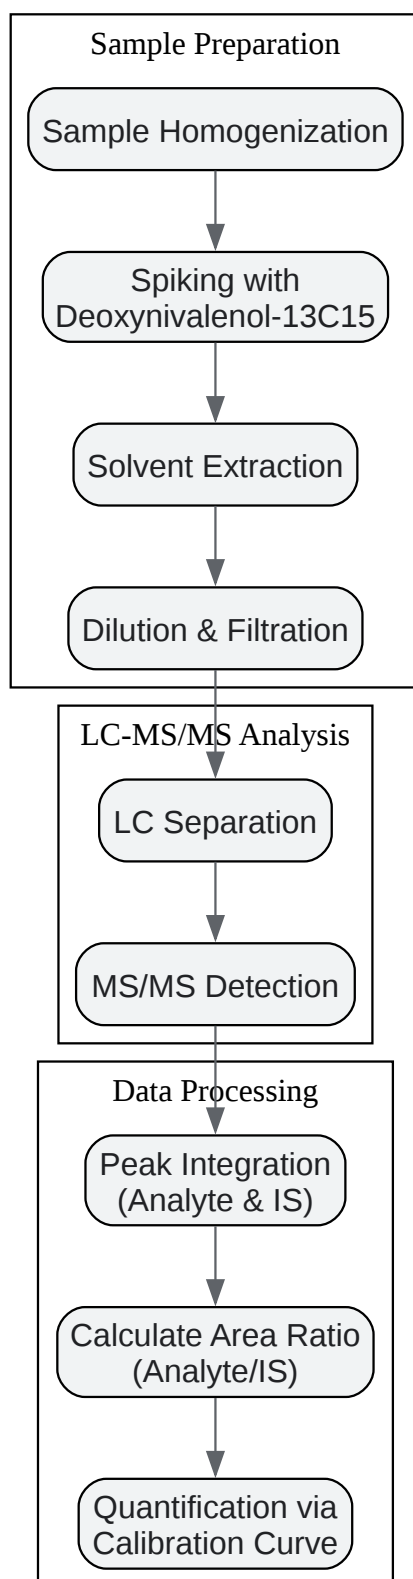 Sample Preparation
Sample Homogenization
Spiking with
Deoxynivalenol-13C15
Solvent Extraction
Dilution & Filtration
LC-MS/MS Analysis
LC Separation
MS/MS Detection
Data Processing
Peak Integration
(Analyte & IS)
Calculate Area Ratio
(Analyte/IS)
Quantification via
Calibration Curve